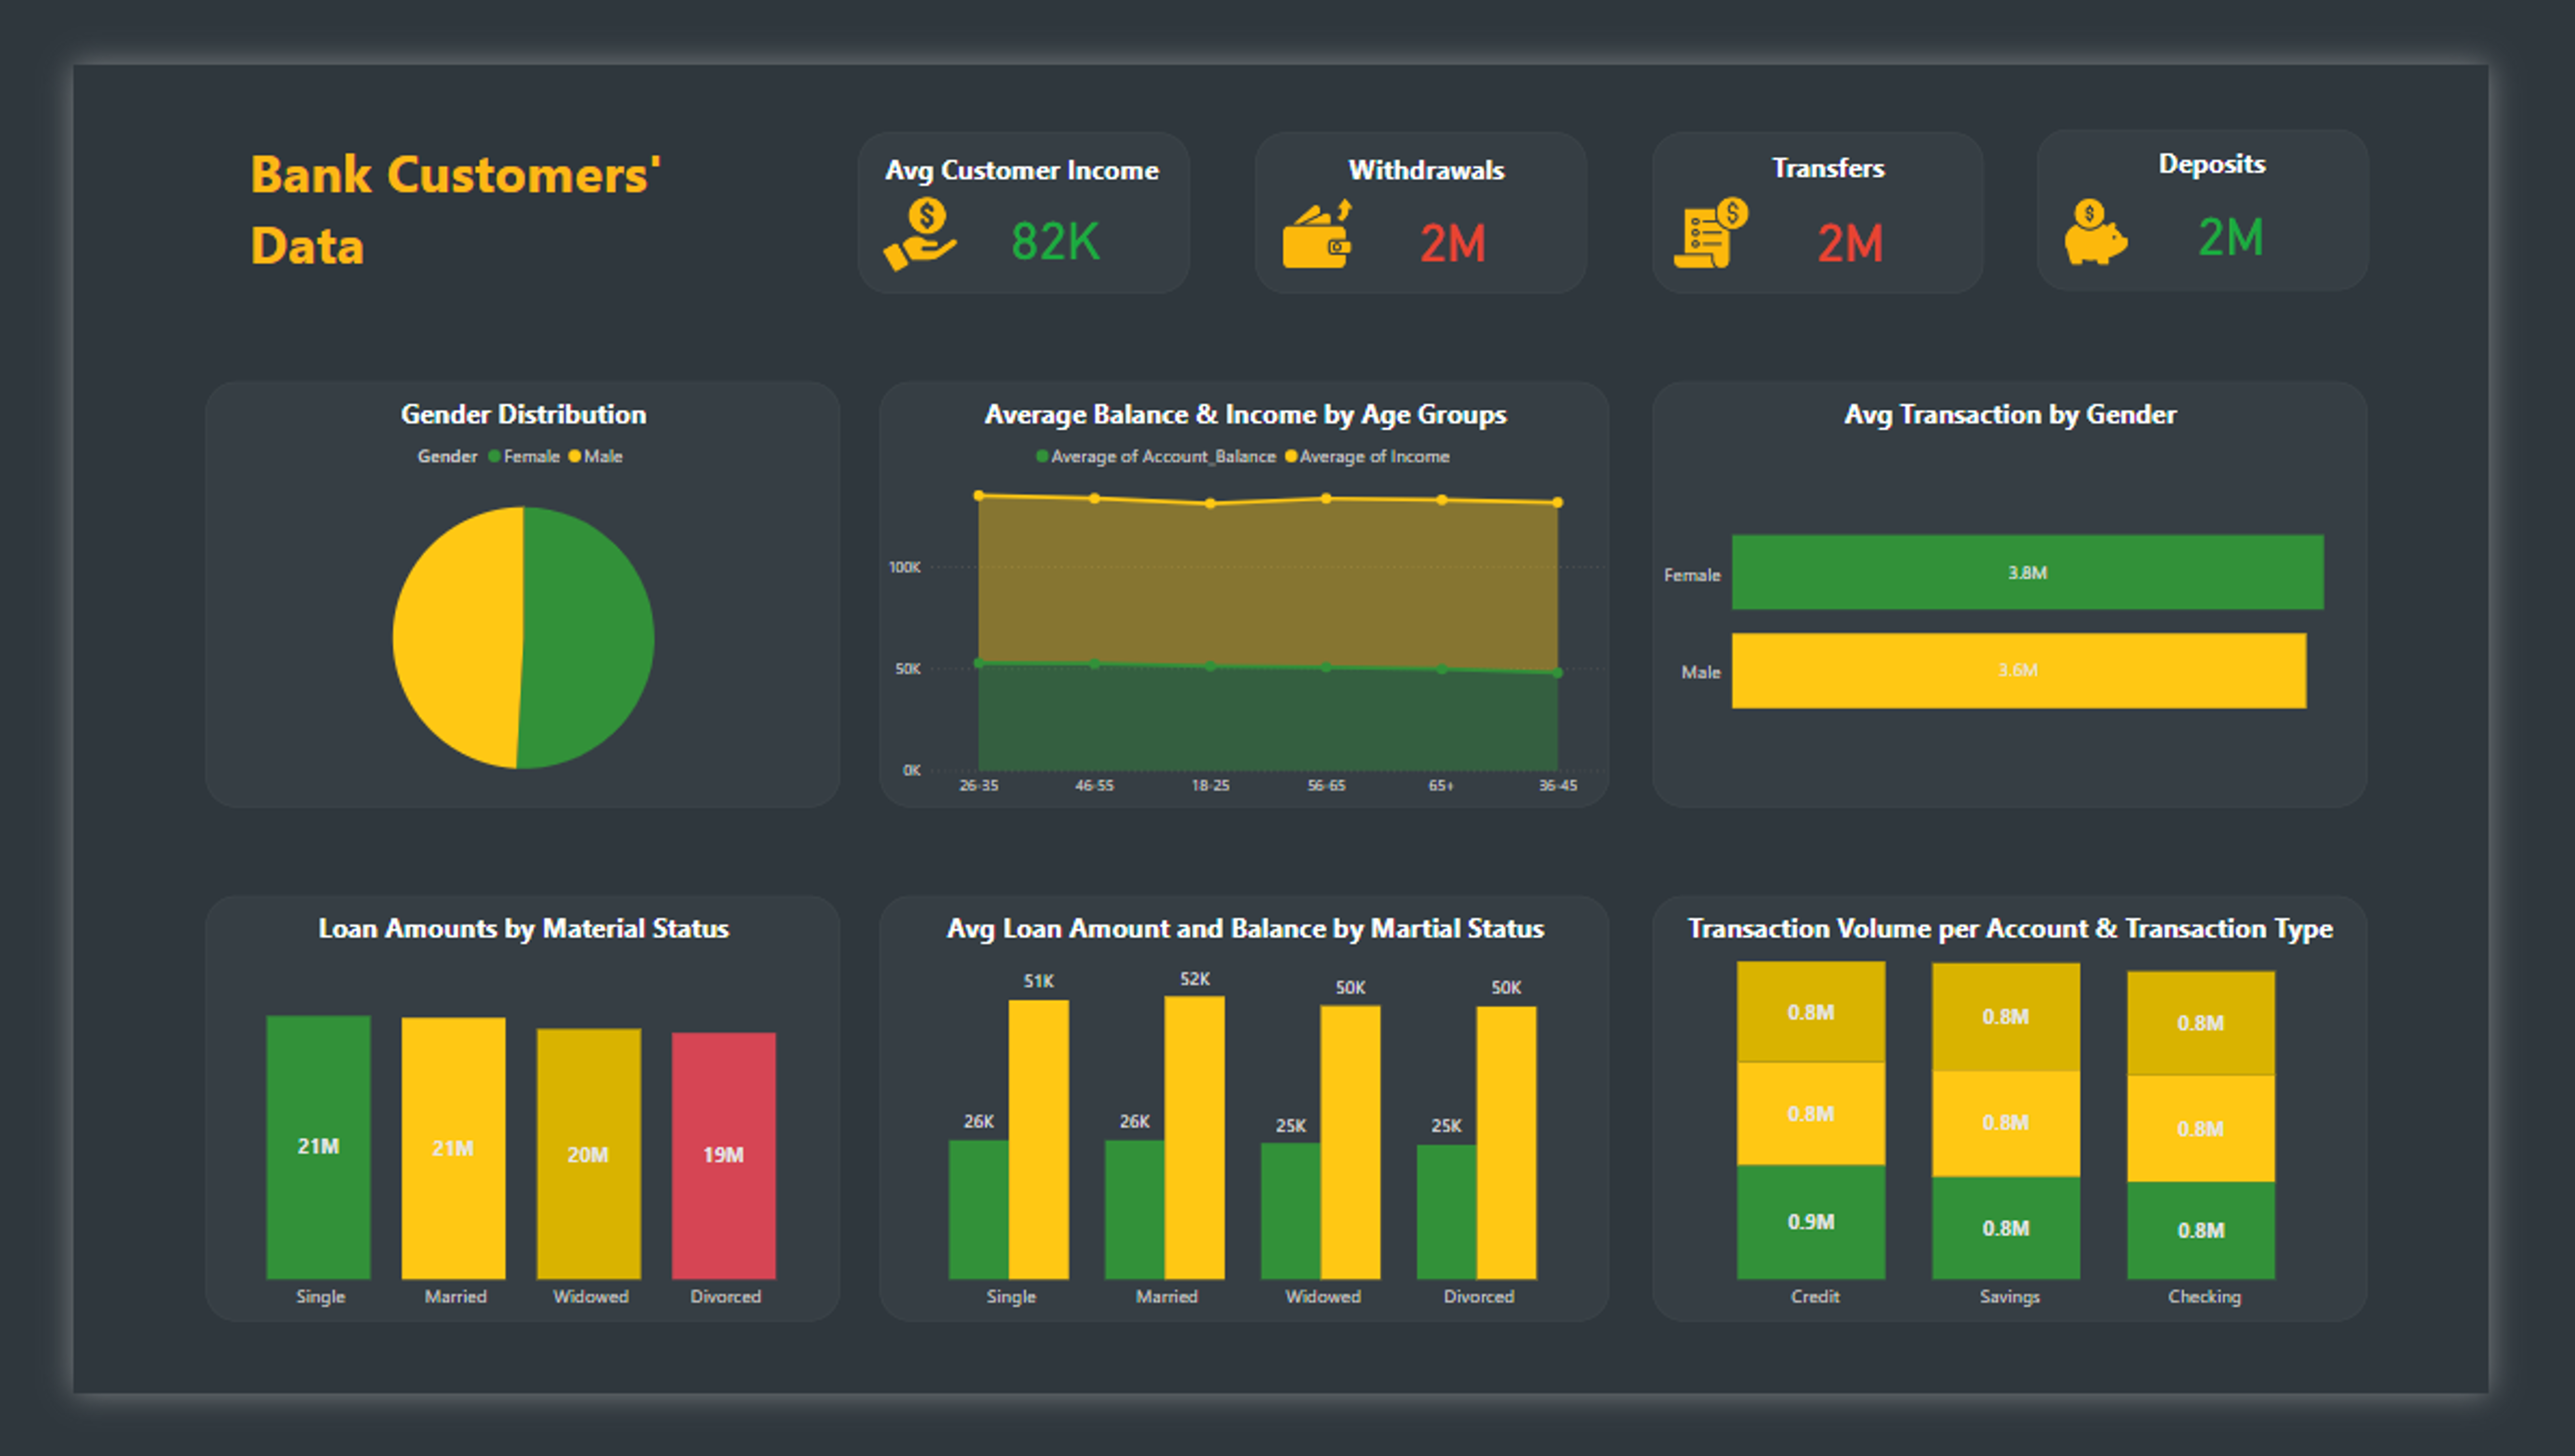 Bank Customers'
Data
Avg Customer Income
82K
Withdrawals
2M
Transfers
2M
Deposits
2M
Gender Distribution
Gender Female Male
Average Balance & Income by Age Groups
Average of Account_Balance Average of Income
100K
50K
0K
26-35 46-55 18-25 56-65 65+ 36-45
Avg Transaction by Gender
Female 3.8M
Male 3.6M
Loan Amounts by Material Status
21M 21M 20M 19M
Single Married Widowed Divorced
Avg Loan Amount and Balance by Martial Status
51K 52K 50K 50K
26K 26K 25K 25K
Single Married Widowed Divorced
Transaction Volume per Account & Transaction Type
0.8M 0.8M 0.8M
0.8M 0.8M 0.8M
0.9M 0.8M 0.8M
Credit Savings Checking